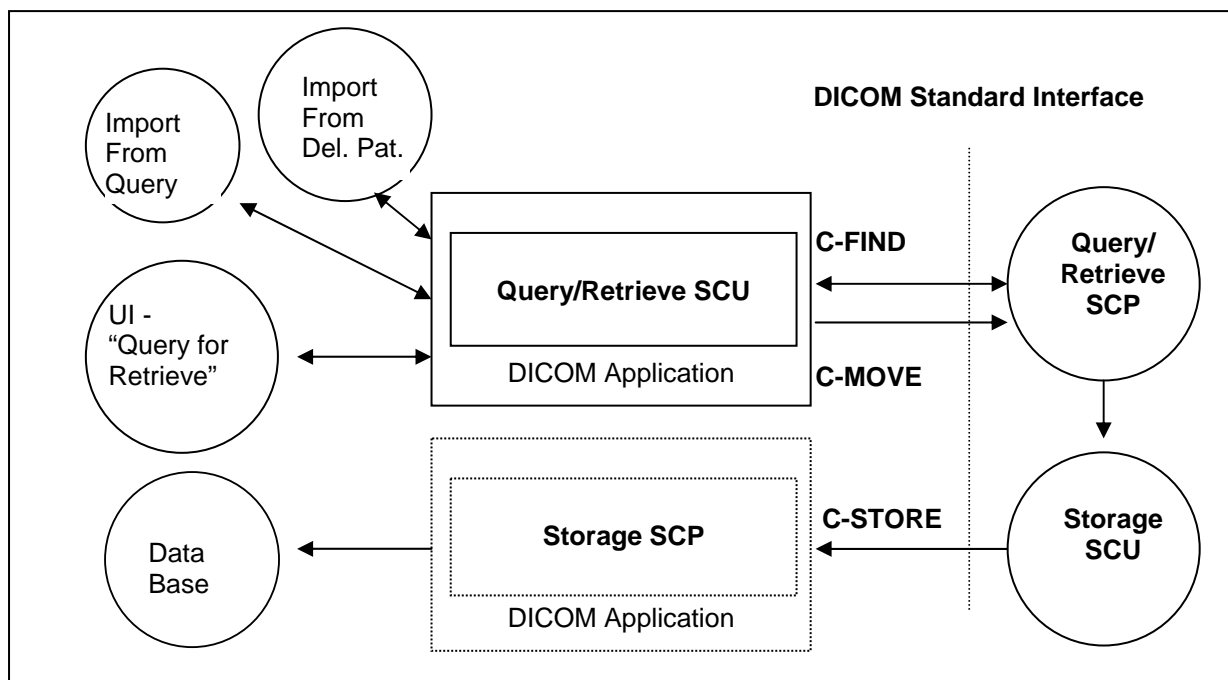 Import
From
Del. Pat.
DICOM Standard Interface
Import
From
Query
C-FIND
Query/
Retrieve
SCP
Query/Retrieve SCU
UI -
“Query for
Retrieve”
DICOM Application
C-MOVE
C-STORE
Storage
SCU
Storage SCP
Data
Base
DICOM Application